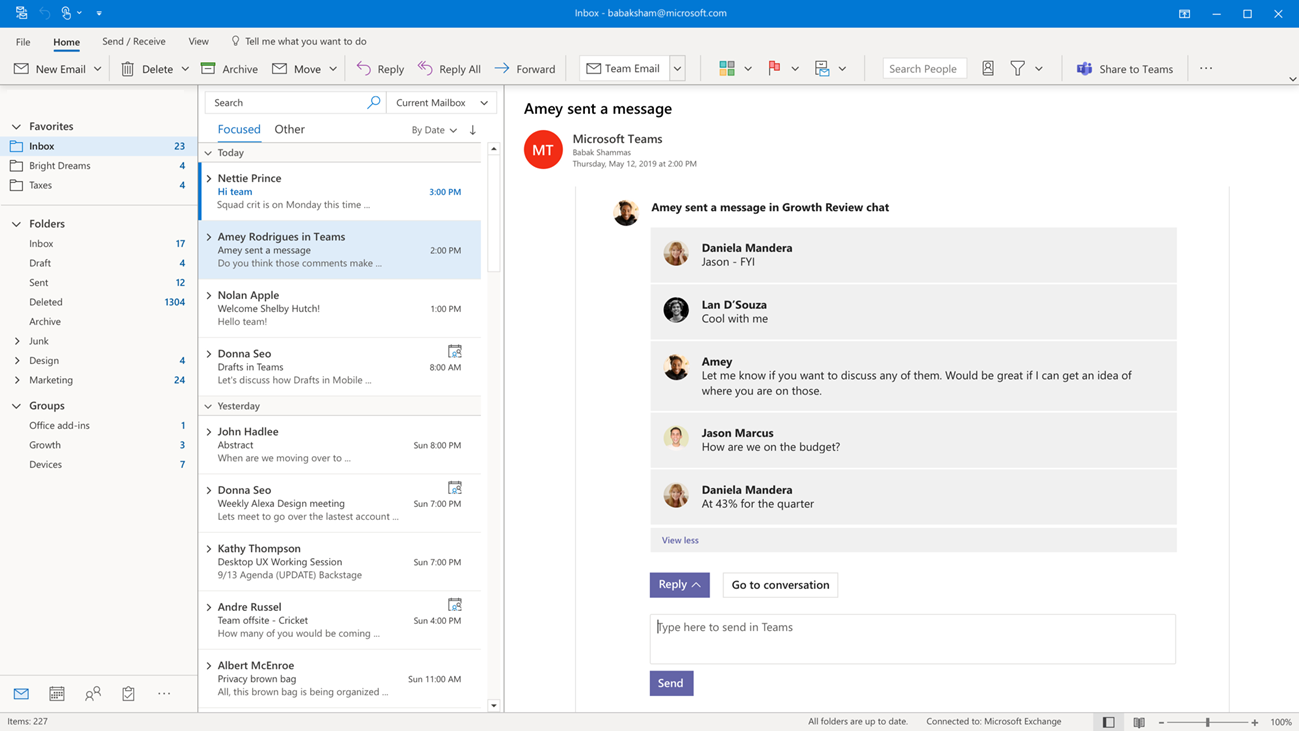 Inbox - babaksham@microsoft.com
File Home Send / Receive View Tell me what you want to do
New Email Delete Archive Move Reply Reply All Forward Team Email Search People Share to Teams ...
Favorites
Inbox 23
Bright Dreams 4
Taxes 4
Folders
Inbox 17
Draft 4
Sent 12
Deleted 1304
Archive
Junk
Design 4
Marketing 24
Groups
Office add-ins 1
Growth 3
Devices 7
Search Current Mailbox
Focused Other By Date
Today
Nettie Prince
Hi team 3:00 PM
Squad crit is on Monday this time ...
Amey Rodrigues in Teams
Amey sent a message 2:00 PM
Do you think those comments make ...
Nolan Apple
Welcome Shelby Hutch! 1:00 PM
Hello team!
Donna Seo
Drafts in Teams 8:00 AM
Let's discuss how Drafts in Mobile ...
Yesterday
John Hadlee
Abstract Sun 8:00 PM
When are we moving over to ...
Donna Seo
Weekly Alexa Design meeting Sun 7:00 PM
Lets meet to go over the lastest account ...
Kathy Thompson
Desktop UX Working Session Sun 7:00 PM
9/13 Agenda (UPDATE) Backstage
Andre Russel
Team offsite - Cricket Sun 4:00 PM
How many of you would be coming ...
Albert McEnroe
Privacy brown bag Sun 11:00 AM
All, this brown bag is being organized ...
Amey sent a message
MT
Microsoft Teams
Babak Shammas
Thursday, May 12, 2019 at 2:00 PM
Amey sent a message in Growth Review chat
Daniela Mandera
Jason - FYI
Lan D'Souza
Cool with me
Amey
Let me know if you want to discuss any of them. Would be great if I can get an idea of
where you are on those.
Jason Marcus
How are we on the budget?
Daniela Mandera
At 43% for the quarter
View less
Reply Go to conversation
Type here to send in Teams
Send
Items: 227 All folders are up to date. Connected to: Microsoft Exchange 100%